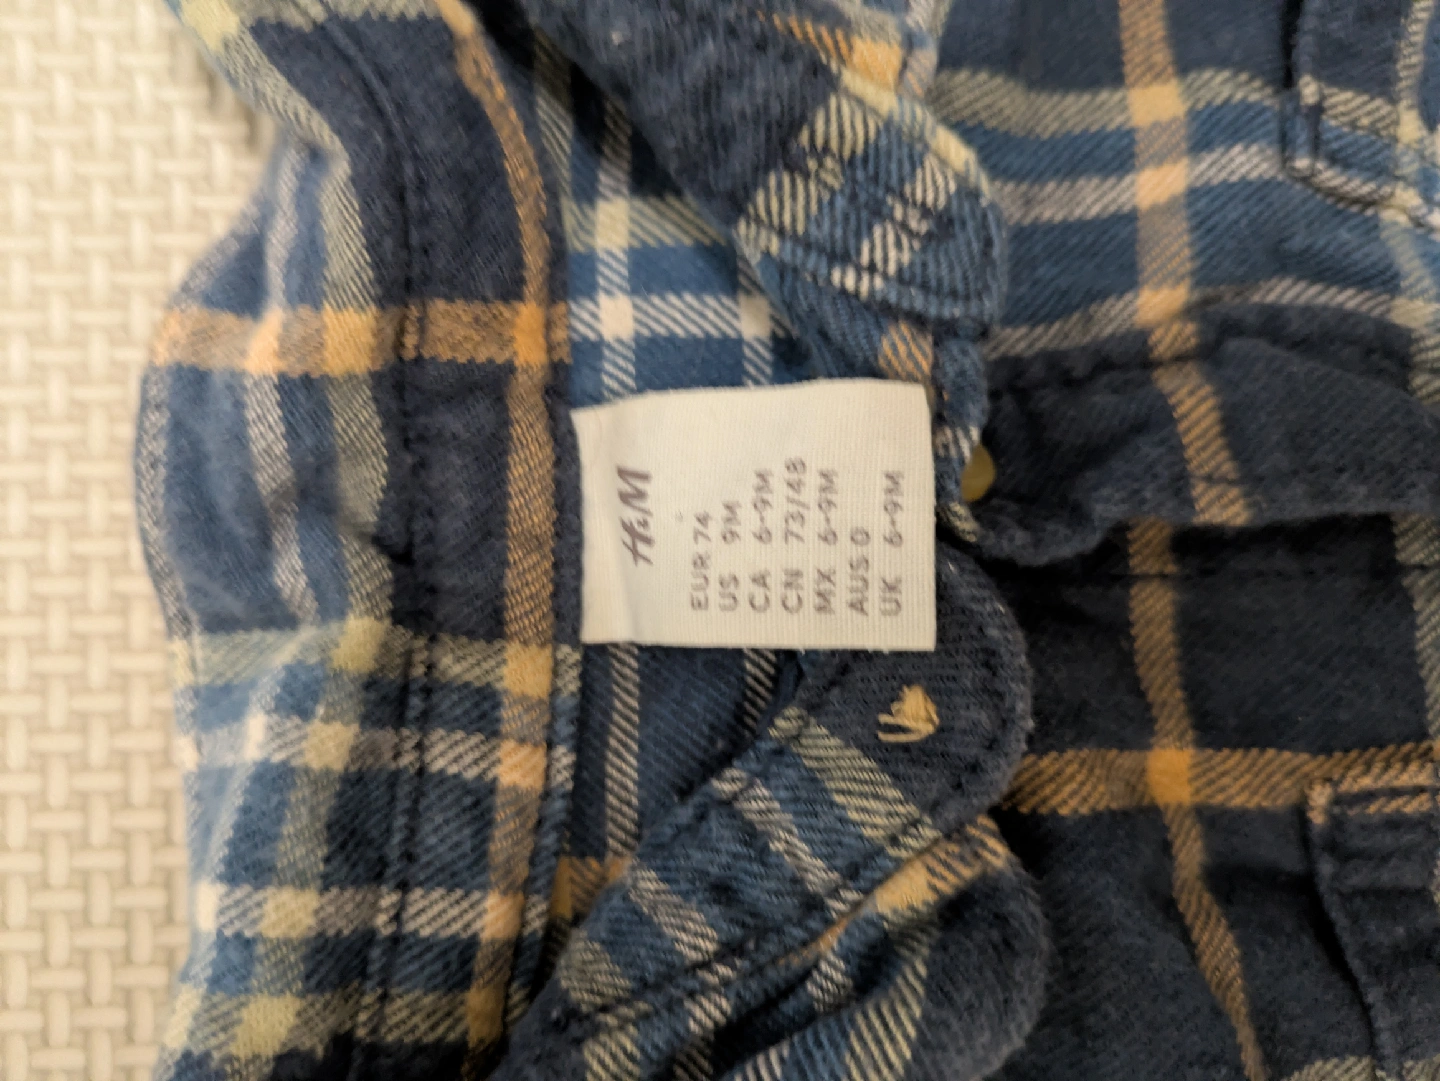 H&M
EUR 74
US 9M
CA 6-9M
CN 73/48
MX 6-9M
AUS 0
UK 6-9M